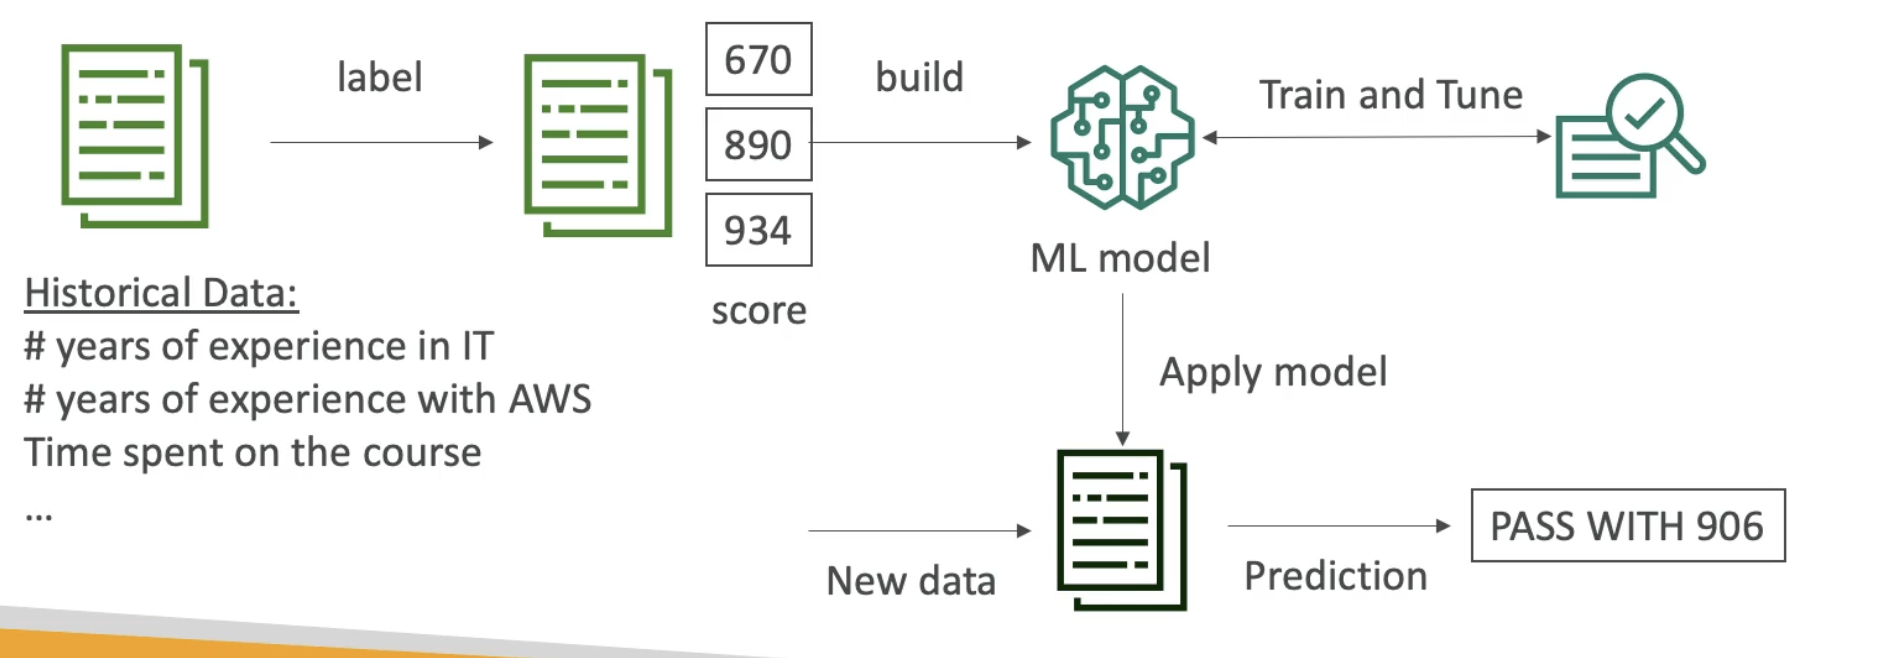 label
670
890
934
score
build
ML model
Train and Tune
Historical Data:
# years of experience in IT
# years of experience with AWS
Time spent on the course
...
Apply model
New data
Prediction
PASS WITH 906